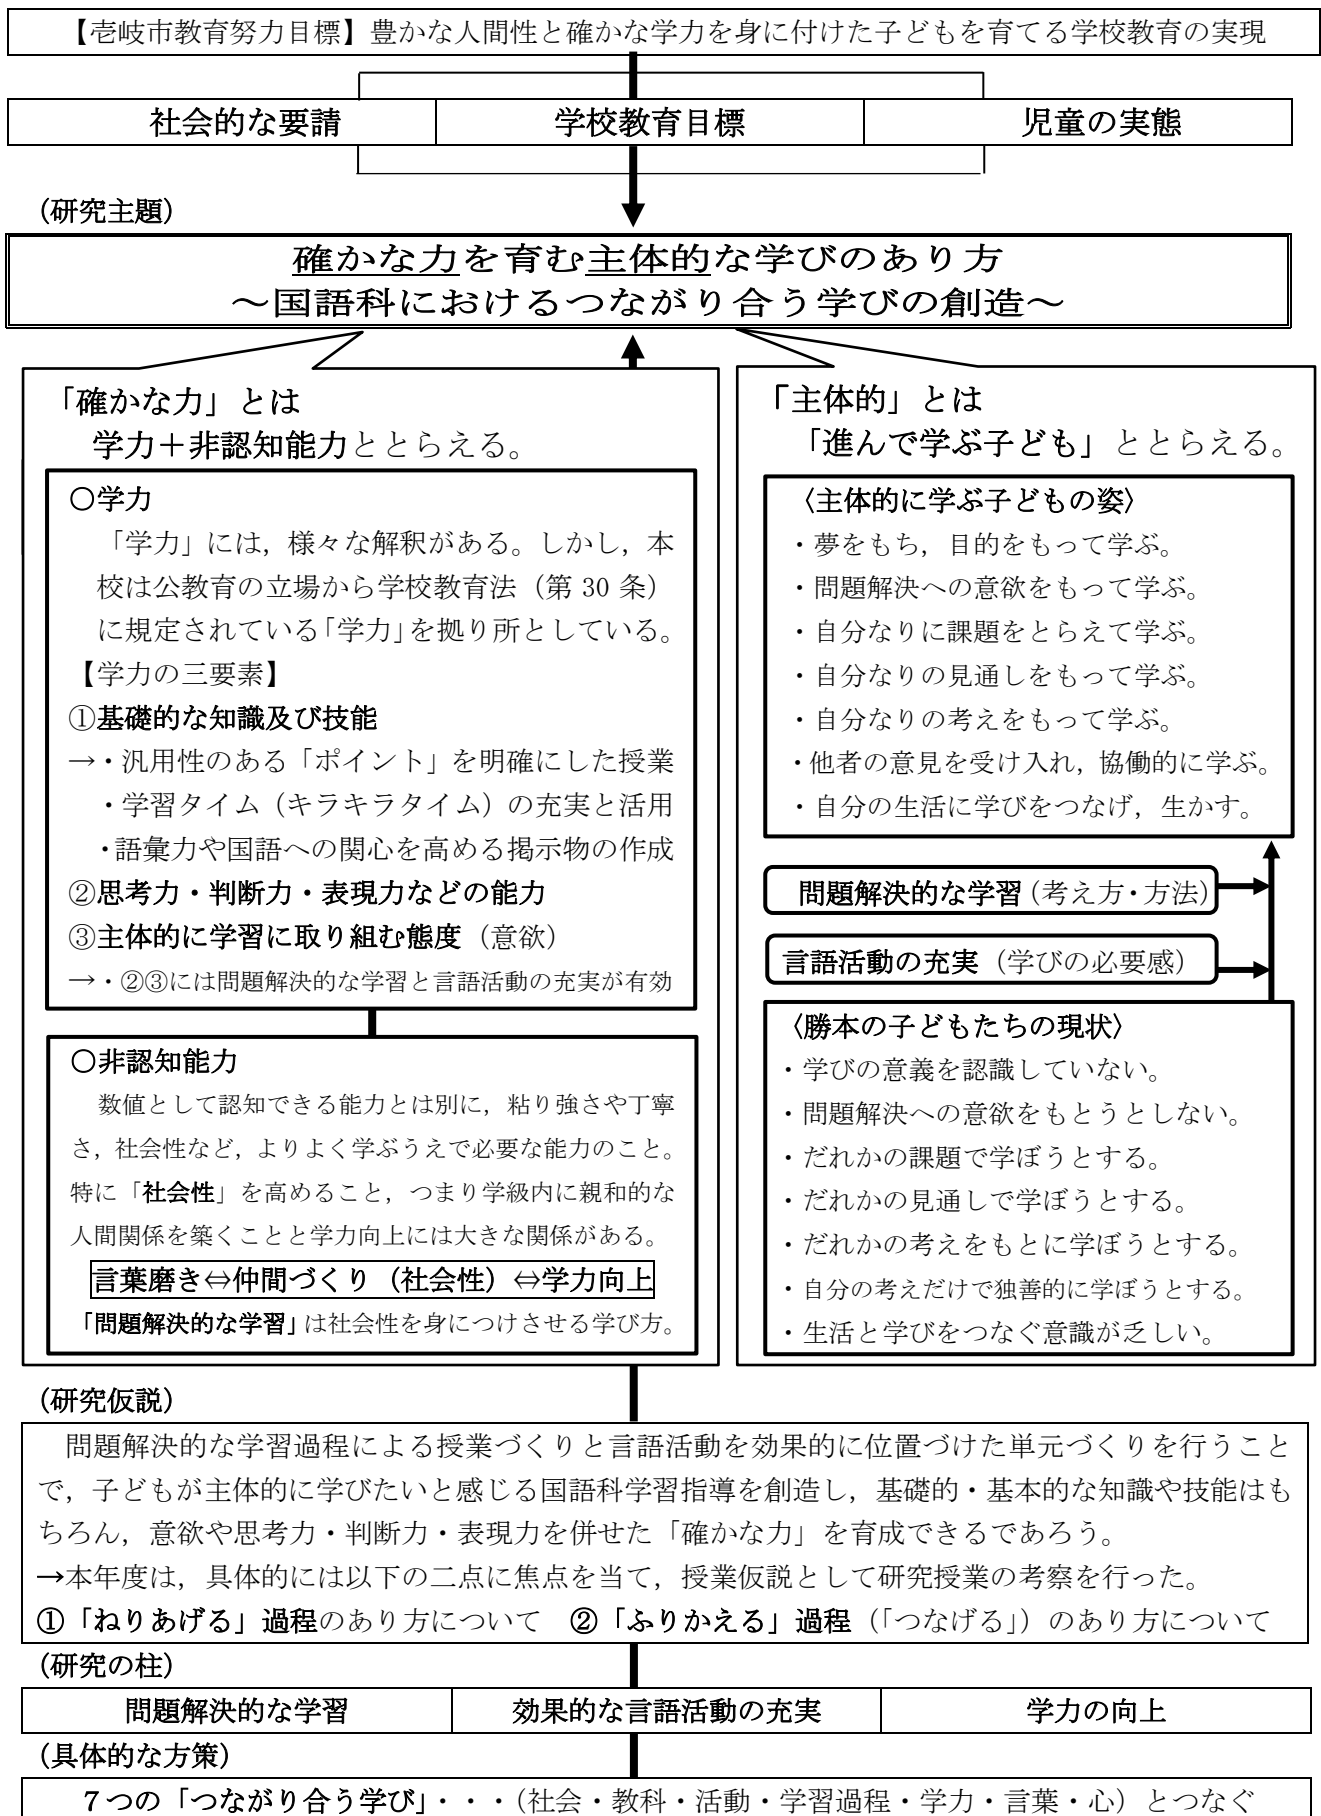 【壱岐市教育努力目標】豊かな人間性と確かな学力を身に付けた子どもを育てる学校教育の実現
社会的な要請
学校教育目標
児童の実態
（研究主題）
確かな力を育む主体的な学びのあり方
～国語科におけるつながり合う学びの創造～
「確かな力」とは
学力＋非認知能力ととらえる。
○学力
「学力」には，様々な解釈がある。しかし，本
校は公教育の立場から学校教育法（第 30 条）
に規定されている「学力」を拠り所としている。
【学力の三要素】
①基礎的な知識及び技能
→・汎用性のある「ポイント」を明確にした授業
・学習タイム（キラキラタイム）の充実と活用
・語彙力や国語への関心を高める掲示物の作成
②思考力・判断力・表現力などの能力
③主体的に学習に取り組む態度（意欲）
→・②③には問題解決的な学習と言語活動の充実が有効
○非認知能力
数値として認知できる能力とは別に，粘り強さや丁寧
さ，社会性など，よりよく学ぶうえで必要な能力のこと。
特に「社会性」を高めること，つまり学級内に親和的な
人間関係を築くことと学力向上には大きな関係がある。
言葉磨き⇔仲間づくり（社会性）⇔学力向上
「問題解決的な学習」は社会性を身につけさせる学び方。
「主体的」とは
「進んで学ぶ子ども」ととらえる。
〈主体的に学ぶ子どもの姿〉
・夢をもち，目的をもって学ぶ。
・問題解決への意欲をもって学ぶ。
・自分なりに課題をとらえて学ぶ。
・自分なりの見通しをもって学ぶ。
・自分なりの考えをもって学ぶ。
・他者の意見を受け入れ，協働的に学ぶ。
・自分の生活に学びをつなげ，生かす。
問題解決的な学習（考え方・方法）
言語活動の充実（学びの必要感）
〈勝本の子どもたちの現状〉
・学びの意義を認識していない。
・問題解決への意欲をもとうとしない。
・だれかの課題で学ぼうとする。
・だれかの見通しで学ぼうとする。
・だれかの考えをもとに学ぼうとする。
・自分の考えだけで独善的に学ぼうとする。
・生活と学びをつなぐ意識が乏しい。
（研究仮説）
問題解決的な学習過程による授業づくりと言語活動を効果的に位置づけた単元づくりを行うこと
で，子どもが主体的に学びたいと感じる国語科学習指導を創造し，基礎的・基本的な知識や技能はも
ちろん，意欲や思考力・判断力・表現力を併せた「確かな力」を育成できるであろう。
→本年度は，具体的には以下の二点に焦点を当て，授業仮説として研究授業の考察を行った。
①「ねりあげる」過程のあり方について　②「ふりかえる」過程（「つなげる」）のあり方について
（研究の柱）
問題解決的な学習
効果的な言語活動の充実
学力の向上
（具体的な方策）
７つの「つながり合う学び」・・・（社会・教科・活動・学習過程・学力・言葉・心）とつなぐ